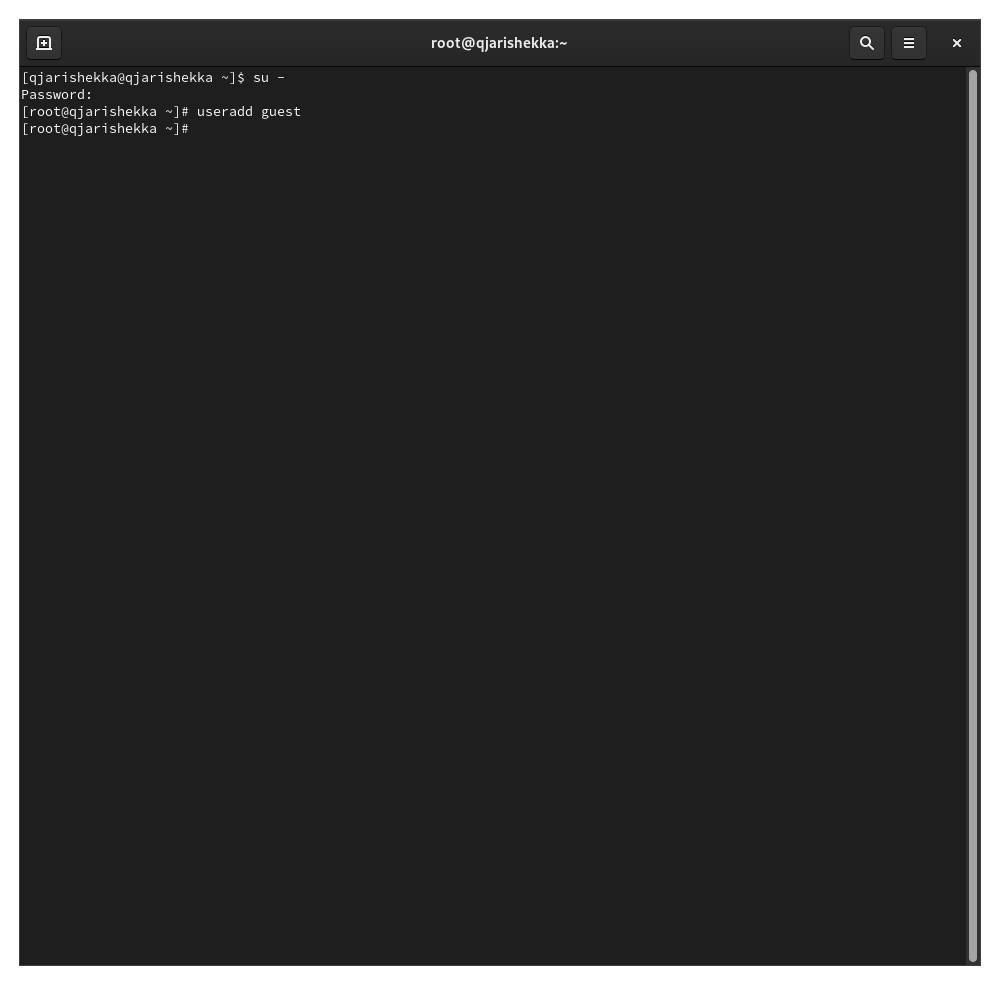 root@qjarishekka:~
[qjarishekka@qjarishekka ~]$ su -
Password:
[root@qjarishekka ~]# useradd guest
[root@qjarishekka ~]#